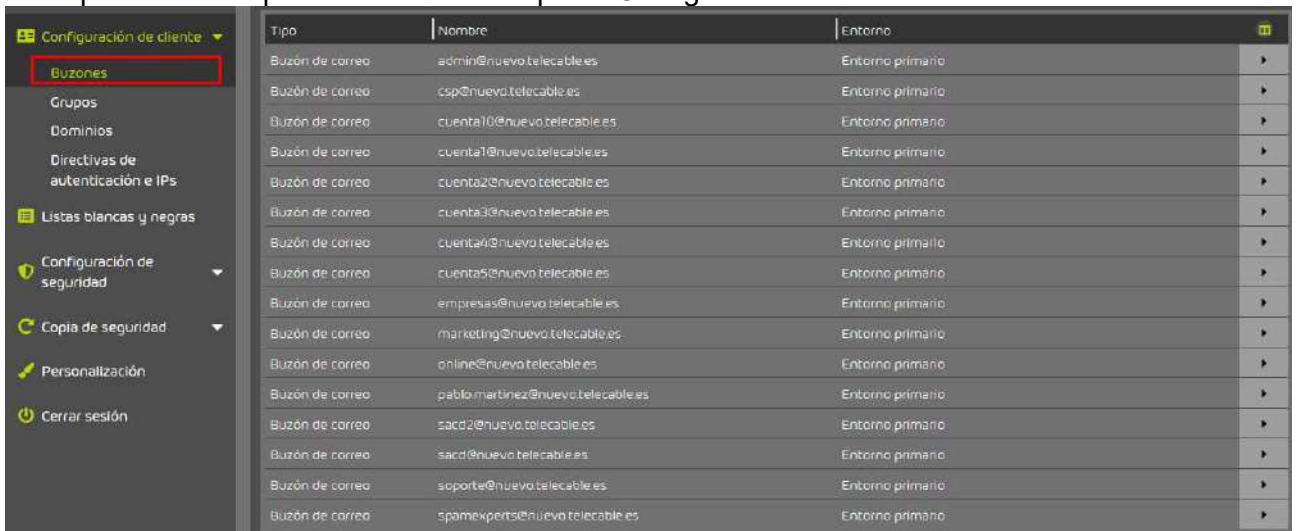 Configuración de cliente
Buzones
Grupos
Dominios
Directivas de
autenticación e IPs
Listas blancas y negras
Configuración de
seguridad
Copia de seguridad
Personalización
Cerrar sesión
Tipo Nombre Entorno
Buzón de correo admin@nuevo.telecable.es Entorno primario
Buzón de correo csp@nuevo.telecable.es Entorno primario
Buzón de correo cuenta10@nuevo.telecable.es Entorno primario
Buzón de correo cuenta1@nuevo.telecable.es Entorno primario
Buzón de correo cuenta2@nuevo.telecable.es Entorno primario
Buzón de correo cuenta3@nuevo.telecable.es Entorno primario
Buzón de correo cuenta4@nuevo.telecable.es Entorno primario
Buzón de correo cuenta5@nuevo.telecable.es Entorno primario
Buzón de correo empresas@nuevo.telecable.es Entorno primario
Buzón de correo marketing@nuevo.telecable.es Entorno primario
Buzón de correo online@nuevo.telecable.es Entorno primario
Buzón de correo pablo.martinez@nuevo.telecable.es Entorno primario
Buzón de correo sacd2@nuevo.telecable.es Entorno primario
Buzón de correo sacd@nuevo.telecable.es Entorno primario
Buzón de correo soporte@nuevo.telecable.es Entorno primario
Buzón de correo spamexperts@nuevo.telecable.es Entorno primario